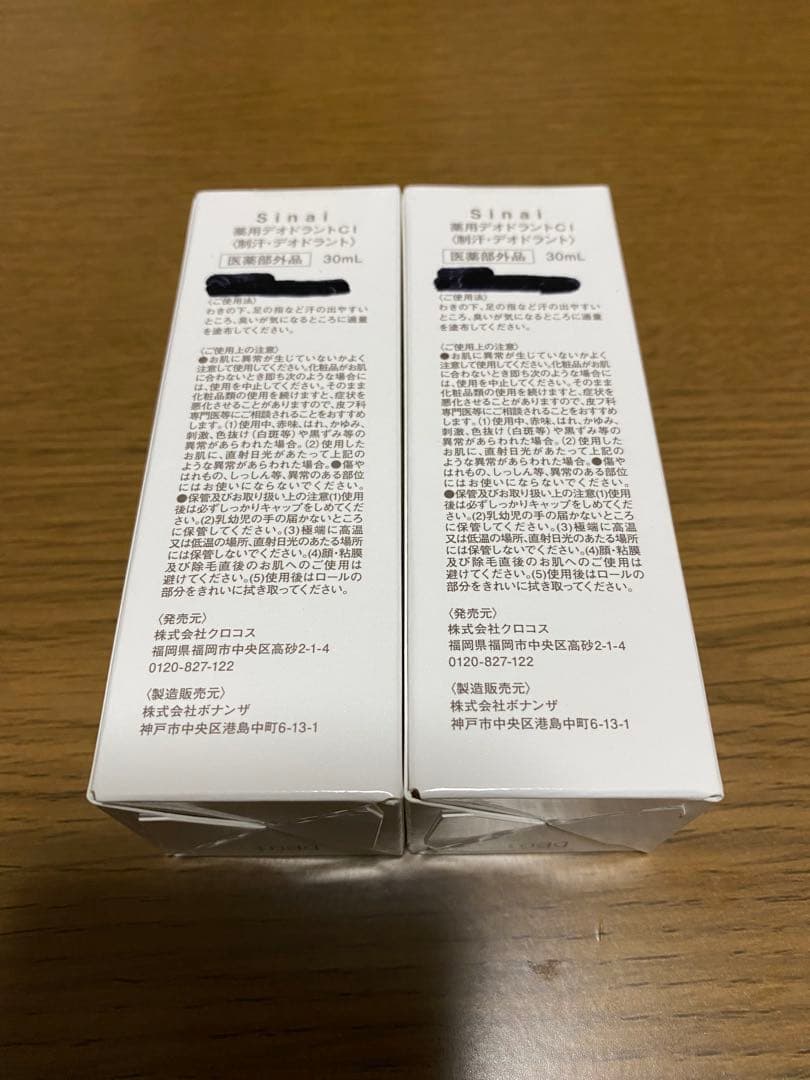 Sinai
薬用デオドラントCI
〈制汗・デオドラント〉
医薬部外品 30mL
〈ご使用法〉
わきの下、足の指など汗の出やすい
ところ、臭いが気になるところに適量
を塗布してください。
〈ご使用上の注意〉
●お肌に異常が生じていないかよく
注意して使用してください。化粧品がお肌
に合わないとき即ち次のような場合に
は、使用を中止してください。そのまま
化粧品類の使用を続けますと、症状を
悪化させることがありますので、皮フ科
専門医等にご相談されることをおすすめ
します。(1)使用中、赤味、はれ、かゆみ、
刺激、色抜け(白斑等)や黒ずみ等の
異常があらわれた場合。(2)使用した
お肌に、直射日光があたって上記の
ような異常があらわれた場合。●傷や
はれもの、しっしん等、異常のある部位
にはお使いにならないでください。
●保管及びお取り扱い上の注意(1)使用
後は必ずしっかりキャップをしめてくだ
さい。(2)乳幼児の手の届かないところ
に保管してください。(3)極端に高温
又は低温の場所、直射日光のあたる場所
には保管しないでください。(4)顔・粘膜
及び除毛直後のお肌へのご使用は
避けてください。(5)使用後はロールの
部分をきれいに拭き取ってください。
〈発売元〉
株式会社クロコス
福岡県福岡市中央区高砂2-1-4
0120-827-122
〈製造販売元〉
株式会社ボナンザ
神戸市中央区港島中町6-13-1
Sinai
薬用デオドラントCI
〈制汗・デオドラント〉
医薬部外品 30mL
〈ご使用法〉
わきの下、足の指など汗の出やすい
ところ、臭いが気になるところに適量
を塗布してください。
〈ご使用上の注意〉
●お肌に異常が生じていないかよく
注意して使用してください。化粧品がお肌
に合わないとき即ち次のような場合に
は、使用を中止してください。そのまま
化粧品類の使用を続けますと、症状を
悪化させることがありますので、皮フ科
専門医等にご相談されることをおすすめ
します。(1)使用中、赤味、はれ、かゆみ、
刺激、色抜け(白斑等)や黒ずみ等の
異常があらわれた場合。(2)使用した
お肌に、直射日光があたって上記の
ような異常があらわれた場合。●傷や
はれもの、しっしん等、異常のある部位
にはお使いにならないでください。
●保管及びお取り扱い上の注意(1)使用
後は必ずしっかりキャップをしめてくだ
さい。(2)乳幼児の手の届かないところ
に保管してください。(3)極端に高温
又は低温の場所、直射日光のあたる場所
には保管しないでください。(4)顔・粘膜
及び除毛直後のお肌へのご使用は
避けてください。(5)使用後はロールの
部分をきれいに拭き取ってください。
〈発売元〉
株式会社クロコス
福岡県福岡市中央区高砂2-1-4
0120-827-122
〈製造販売元〉
株式会社ボナンザ
神戸市中央区港島中町6-13-1